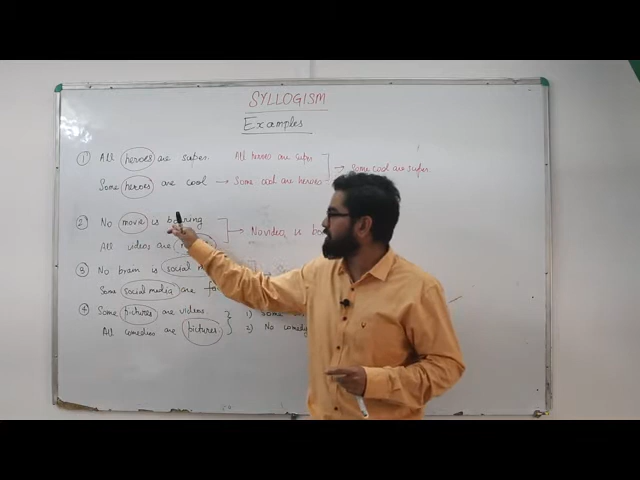 SYLLOGISM
Examples
1) All heroes are super. All heroes are super
Some heroes are cool → Some cool are heroes → Some cool are super.
2) No movie is boring → No video is
All videos are
3) No brain is social
Some social media are
4) Some pictures are videos 1) Some
All comedies are pictures 2) No comedy